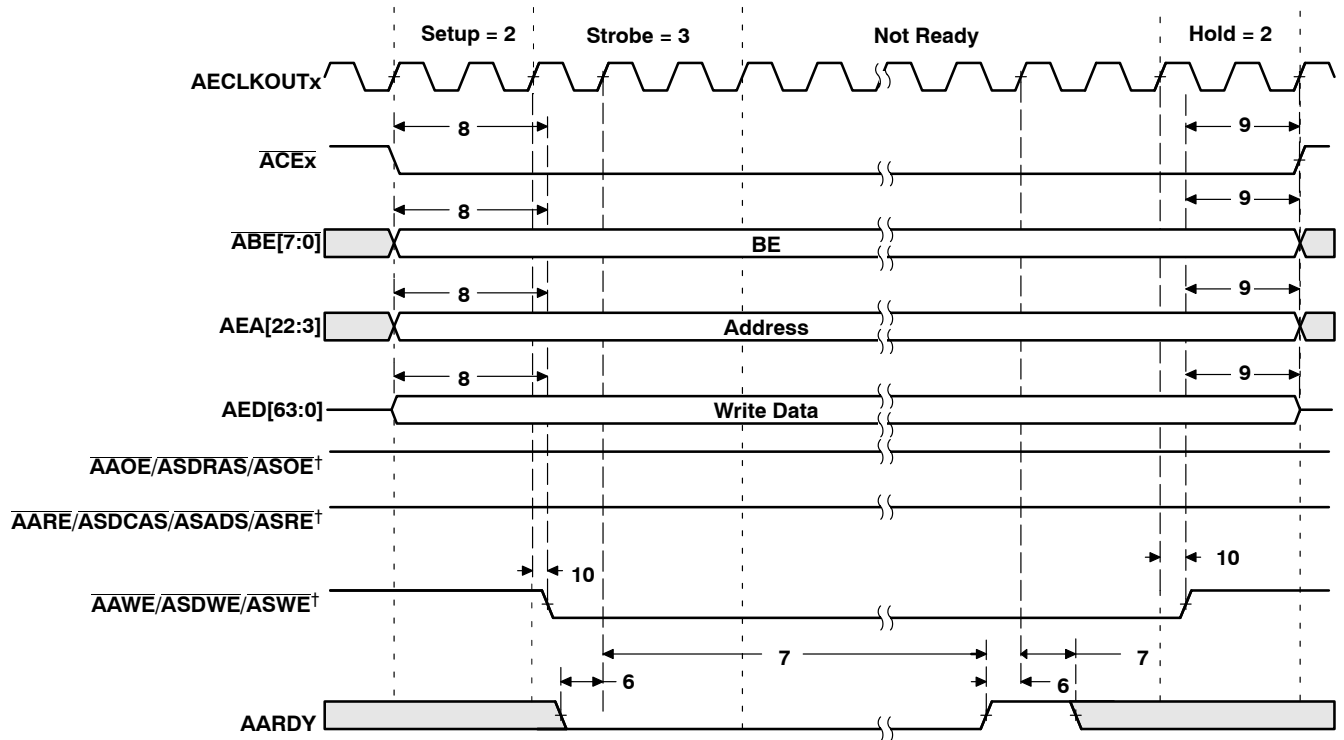 Setup = 2 Strobe = 3 Not Ready Hold = 2
AECLKOUTx
8 9
ACEx
8 9
ABE[7:0] BE
8 9
AEA[22:3] Address
8 9
AED[63:0] Write Data
AAOE/ASDRAS/ASOE†
AARE/ASDCAS/ASADS/ASRE†
10 10
AAWE/ASDWE/ASWE†
7 7
6 6
AARDY